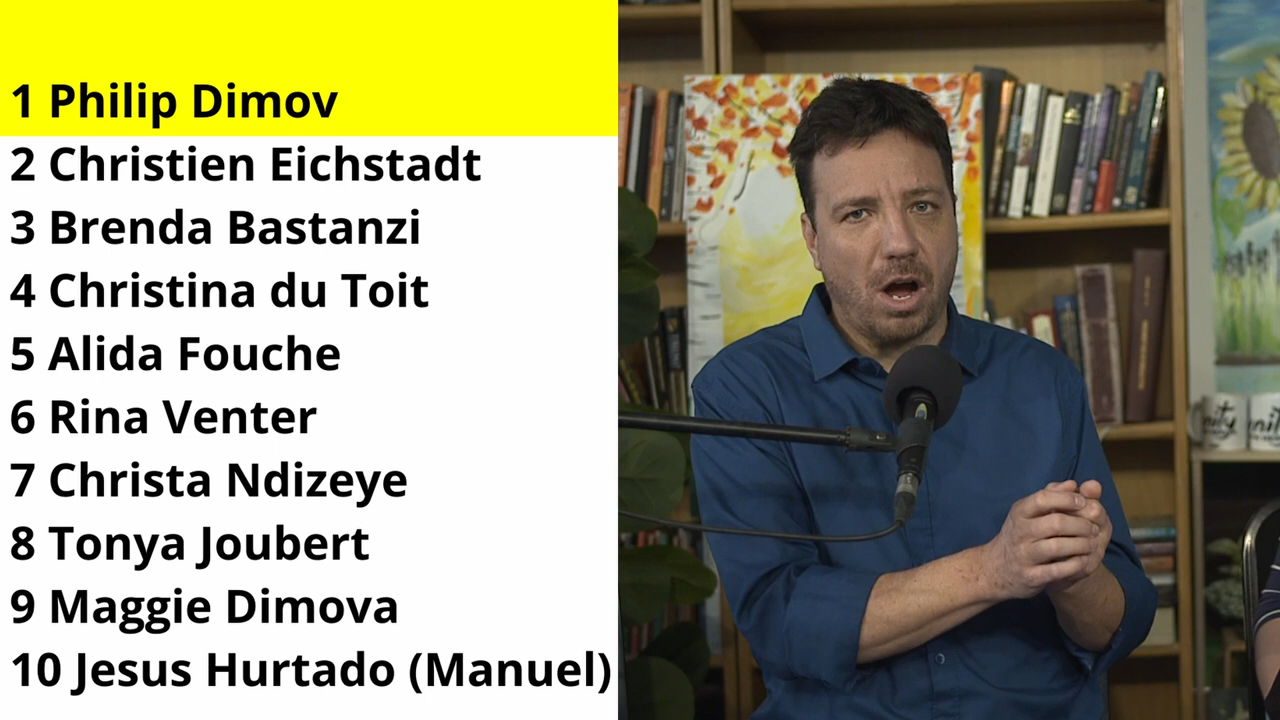 1 Philip Dimov
2 Christien Eichstadt
3 Brenda Bastanzi
4 Christina du Toit
5 Alida Fouche
6 Rina Venter
7 Christa Ndizeye
8 Tonya Joubert
9 Maggie Dimova
10 Jesus Hurtado (Manuel)